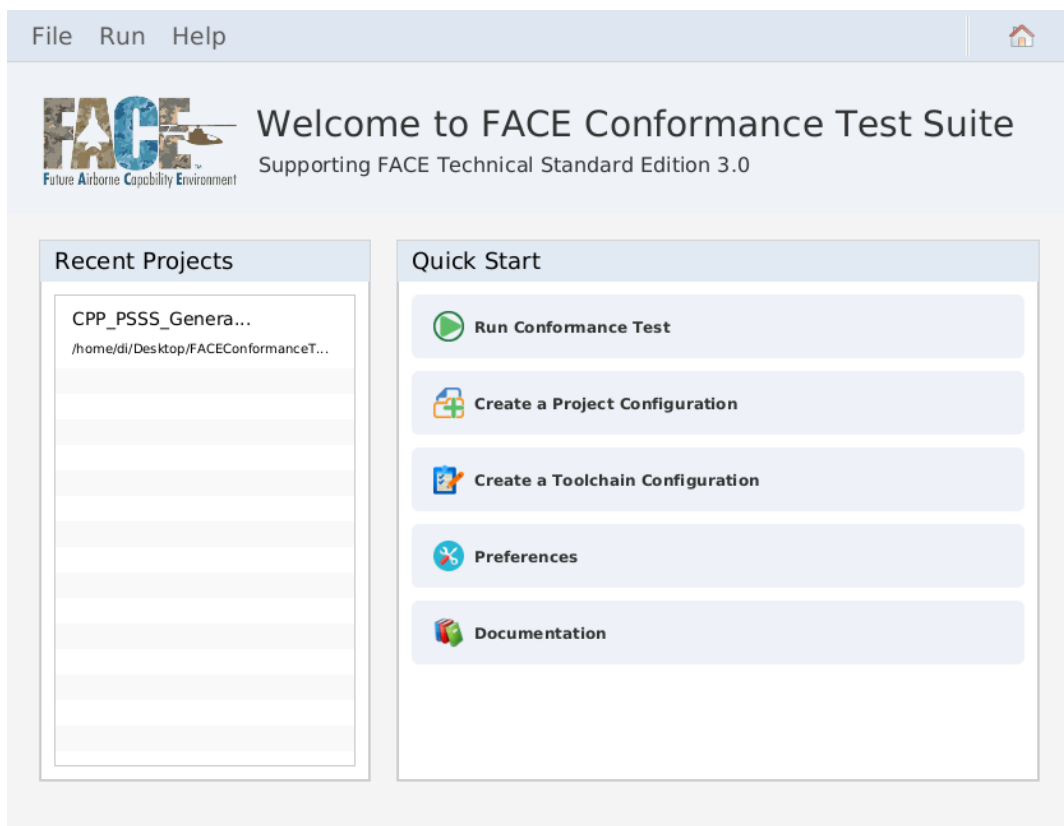 File Run Help
FACE
Future Airborne Capability Environment
Welcome to FACE Conformance Test Suite
Supporting FACE Technical Standard Edition 3.0
Recent Projects
CPP_PSSS_Genera...
/home/di/Desktop/FACEConformanceT...
Quick Start
Run Conformance Test
Create a Project Configuration
Create a Toolchain Configuration
Preferences
Documentation